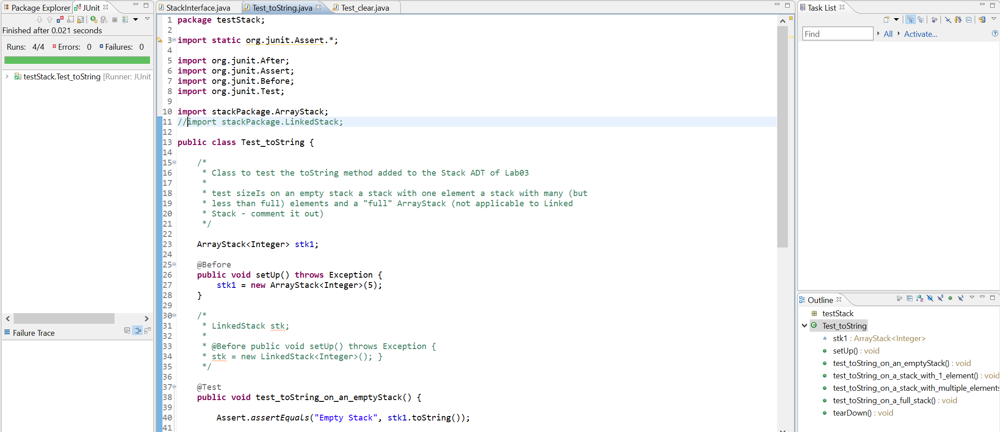 Package Explorer JUnit
Finished after 0.021 seconds
Runs: 4/4 Errors: 0 Failures: 0
testStack.Test_toString [Runner: JUnit
Failure Trace
StackInterface.java Test_toString.java Test_clear.java
1 package testStack;
2
3 import static org.junit.Assert.*;
4
5 import org.junit.After;
6 import org.junit.Assert;
7 import org.junit.Before;
8 import org.junit.Test;
9
10 import stackPackage.ArrayStack;
11 //import stackPackage.LinkedStack;
12
13 public class Test_toString {
14
15 /*
16 * Class to test the toString method added to the Stack ADT of Lab03
17 *
18 * test sizeIs on an empty stack a stack with one element a stack with many (but
19 * less than full) elements and a "full" ArrayStack (not applicable to Linked
20 * Stack - comment it out)
21 */
22
23 ArrayStack<Integer> stk1;
24
25 @Before
26 public void setUp() throws Exception {
27 stk1 = new ArrayStack<Integer>(5);
28 }
29
30 /*
31 * LinkedStack stk;
32 *
33 * @Before public void setUp() throws Exception {
34 * stk = new LinkedStack<Integer>(); }
35 */
36
37 @Test
38 public void test_toString_on_an_emptyStack() {
39
40 Assert.assertEquals("Empty Stack", stk1.toString());
41
Task List
Find All Activate...
Outline
testStack
Test_toString
stk1 : ArrayStack<Integer>
setUp() : void
test_toString_on_an_emptyStack() : void
test_toString_on_a_stack_with_1_element() : void
test_toString_on_a_stack_with_multiple_elements
test_toString_on_a_full_stack() : void
tearDown() : void